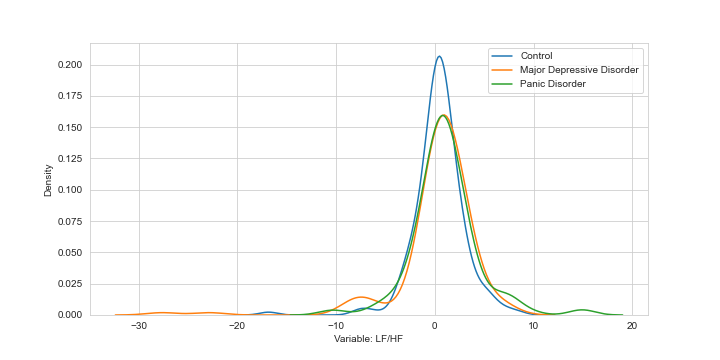 Control
Major Depressive Disorder
Panic Disorder
0.200
0.175
0.150
0.125
0.100
0.075
0.050
0.025
0.000
Density
−30 −20 −10 0 10 20
Variable: LF/HF